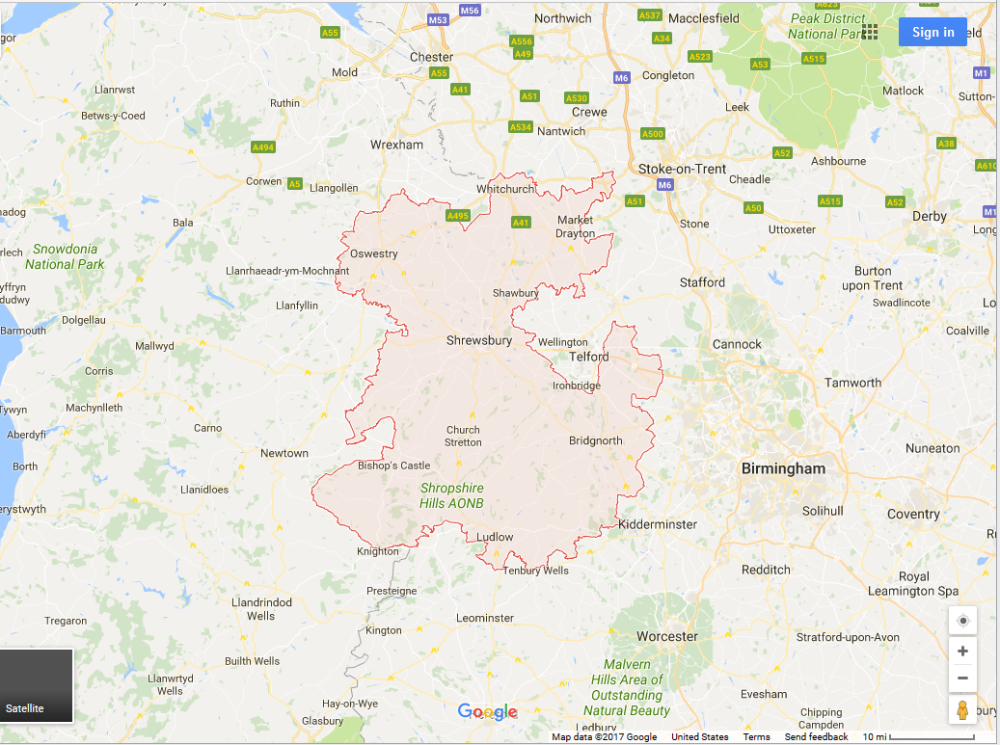 M56
A537
A623
M53
Northwich
Macclesfield
Peak District
National Park
Sign in
A55
A556
A34
Chester
A49
A523
A53
A515
Mold
A55
M6
Congleton
M1
Llanrwst
A41
A51
A530
Matlock
Sutton-
Ruthin
Crewe
Leek
Betws-y-Coed
A534
Nantwich
A500
Wrexham
A494
A52
A38
Ashbourne
A610
Stoke-on-Trent
Corwen
A5
Llangollen
Whitchurch
M6
Cheadle
A51
A50
A515
A52
M1
Bala
A495
A41
Market
Drayton
Stone
Uttoxeter
Derby
Long
Snowdonia
National Park
Oswestry
Llanrhaeadr-ym-Mochnant
Burton
upon Trent
Stafford
Shawbury
Swadlincote
Llanfyllin
Dolgellau
Barmouth
Coalville
Mallwyd
Shrewsbury
Wellington
Telford
Cannock
Corris
Ironbridge
Tamworth
Machynlleth
Tywyn
Aberdyfi
Carno
Church
Stretton
Bridgnorth
Nuneaton
Newtown
Borth
Bishop's Castle
Birmingham
Llanidloes
Shropshire
Hills AONB
erystwyth
Solihull
Coventry
Kidderminster
Ludlow
Knighton
Tenbury Wells
Redditch
Royal
Leamington Spa
Presteigne
Llandrindod
Wells
Tregaron
Leominster
Kington
Worcester
Stratford-upon-Avon
Builth Wells
Malvern
Hills Area of
Outstanding
Natural Beauty
Llanwrtyd
Wells
Evesham
Hay-on-Wye
Satellite
Google
Chipping
Campden
Glasbury
Ledbury
Map data ©2017 Google
United States
Terms
Send feedback
10 mi